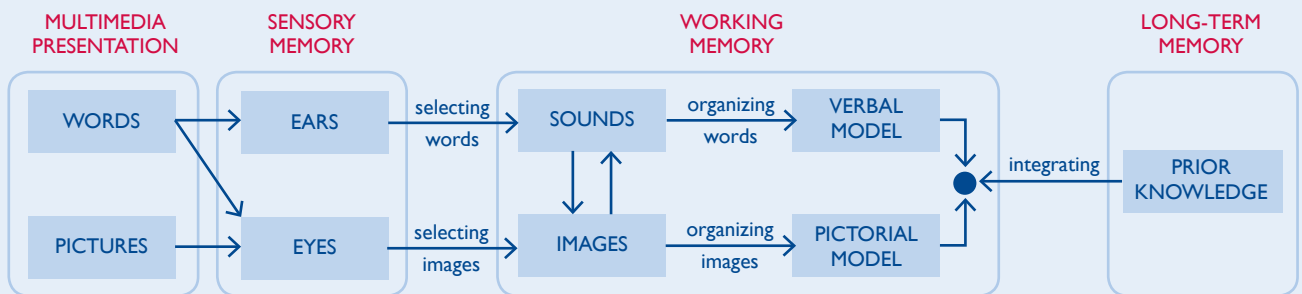 MULTIMEDIA
PRESENTATION
SENSORY
MEMORY
WORKING
MEMORY
LONG-TERM
MEMORY
WORDS
EARS
selecting
words
SOUNDS
organizing
words
VERBAL
MODEL
integrating
PRIOR
KNOWLEDGE
PICTURES
EYES
selecting
images
IMAGES
organizing
images
PICTORIAL
MODEL